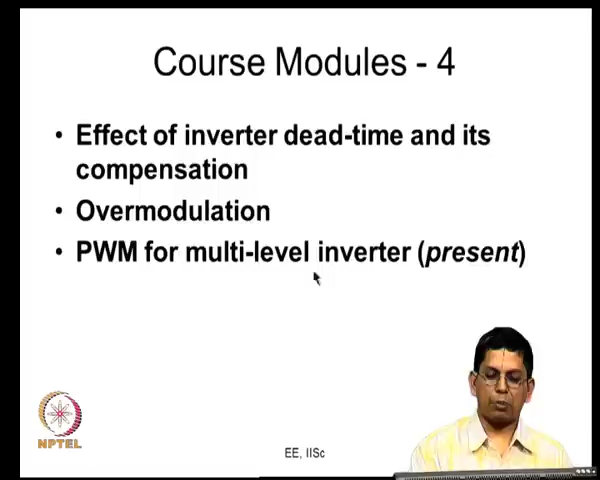 Course Modules - 4
• Effect of inverter dead-time and its
compensation
• Overmodulation
• PWM for multi-level inverter (present)
NPTEL
EE, IISc